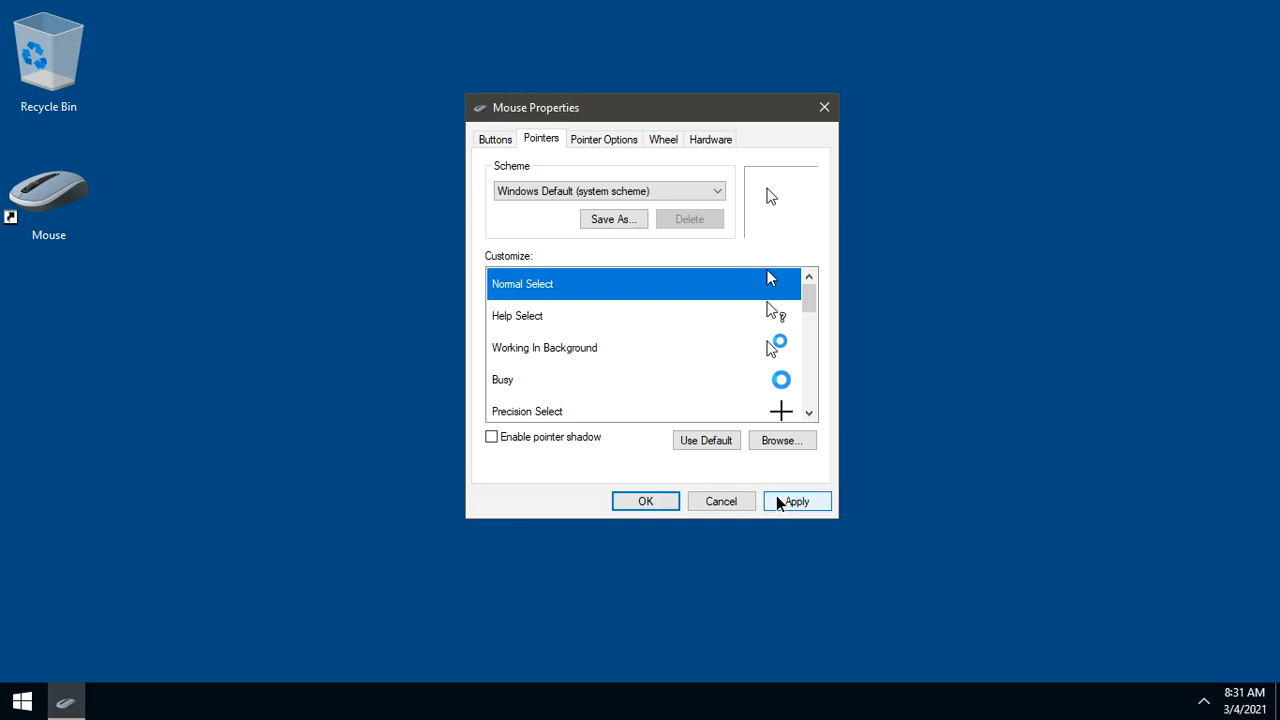 Recycle Bin
Mouse
Mouse Properties
Buttons
Pointers
Pointer Options
Wheel
Hardware
Scheme
Windows Default (system scheme)
Save As...
Delete
Customize:
Normal Select
Help Select
Working In Background
Busy
Precision Select
Enable pointer shadow
Use Default
Browse...
OK
Cancel
Apply
8:31 AM
3/4/2021